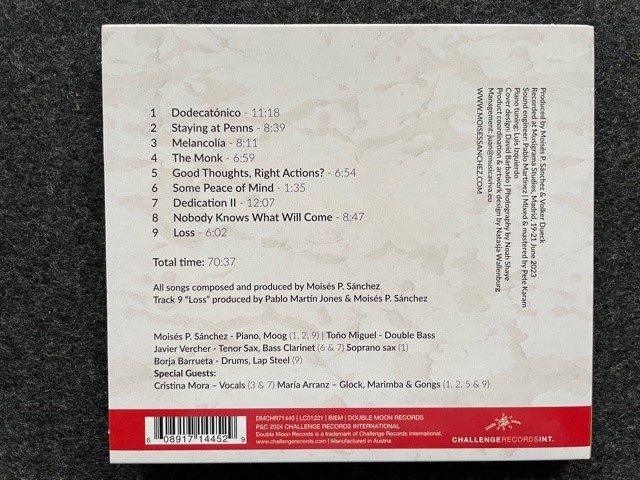 1 Dodecatónico - 11:18
2 Staying at Penns - 8:39
3 Melancolía - 8:11
4 The Monk - 6:59
5 Good Thoughts, Right Actions? - 6:54
6 Some Peace of Mind - 1:35
7 Dedication II - 12:07
8 Nobody Knows What Will Come - 8:47
9 Loss - 6:02
Total time: 70:37
All songs composed and produced by Moisés P. Sánchez
Track 9 “Loss” produced by Pablo Martín Jones & Moisés P. Sánchez
Moisés P. Sánchez - Piano, Moog (1, 2, 9) | Toño Miguel - Double Bass
Javier Vercher - Tenor Sax, Bass Clarinet (6 & 7) Soprano sax (1)
Borja Barrueta - Drums, Lap Steel (9)
Special Guests:
Cristina Mora – Vocals (3 & 7) María Arranz – Glock, Marimba & Gongs (1, 2, 5 & 9)
Produced by Moisés P. Sánchez & Volker Dueck
Recorded at Musigrama Studios, Madrid, 19-21 June 2023
Sound engineer: Pablo Martínez | Mixed & mastered by Pete Karam
Piano tuning: Luis Izquierdo
Cover design: David Barbado | Photography by Noah Shaye
Product coordination & artwork design by Natasja Wallenburg
Management: juan@musicaviva.eu
WWW.MOISESSANCHEZ.COM
6 08917 14452 9
DMCHR71445 | LC01221 | BIEM | DOUBLE MOON RECORDS
P&C 2024 CHALLENGE RECORDS INTERNATIONAL
Double Moon Records is a trademark of Challenge Records International.
www.challengerecords.com | Manufactured in Austria
CHALLENGERECORDSINT.